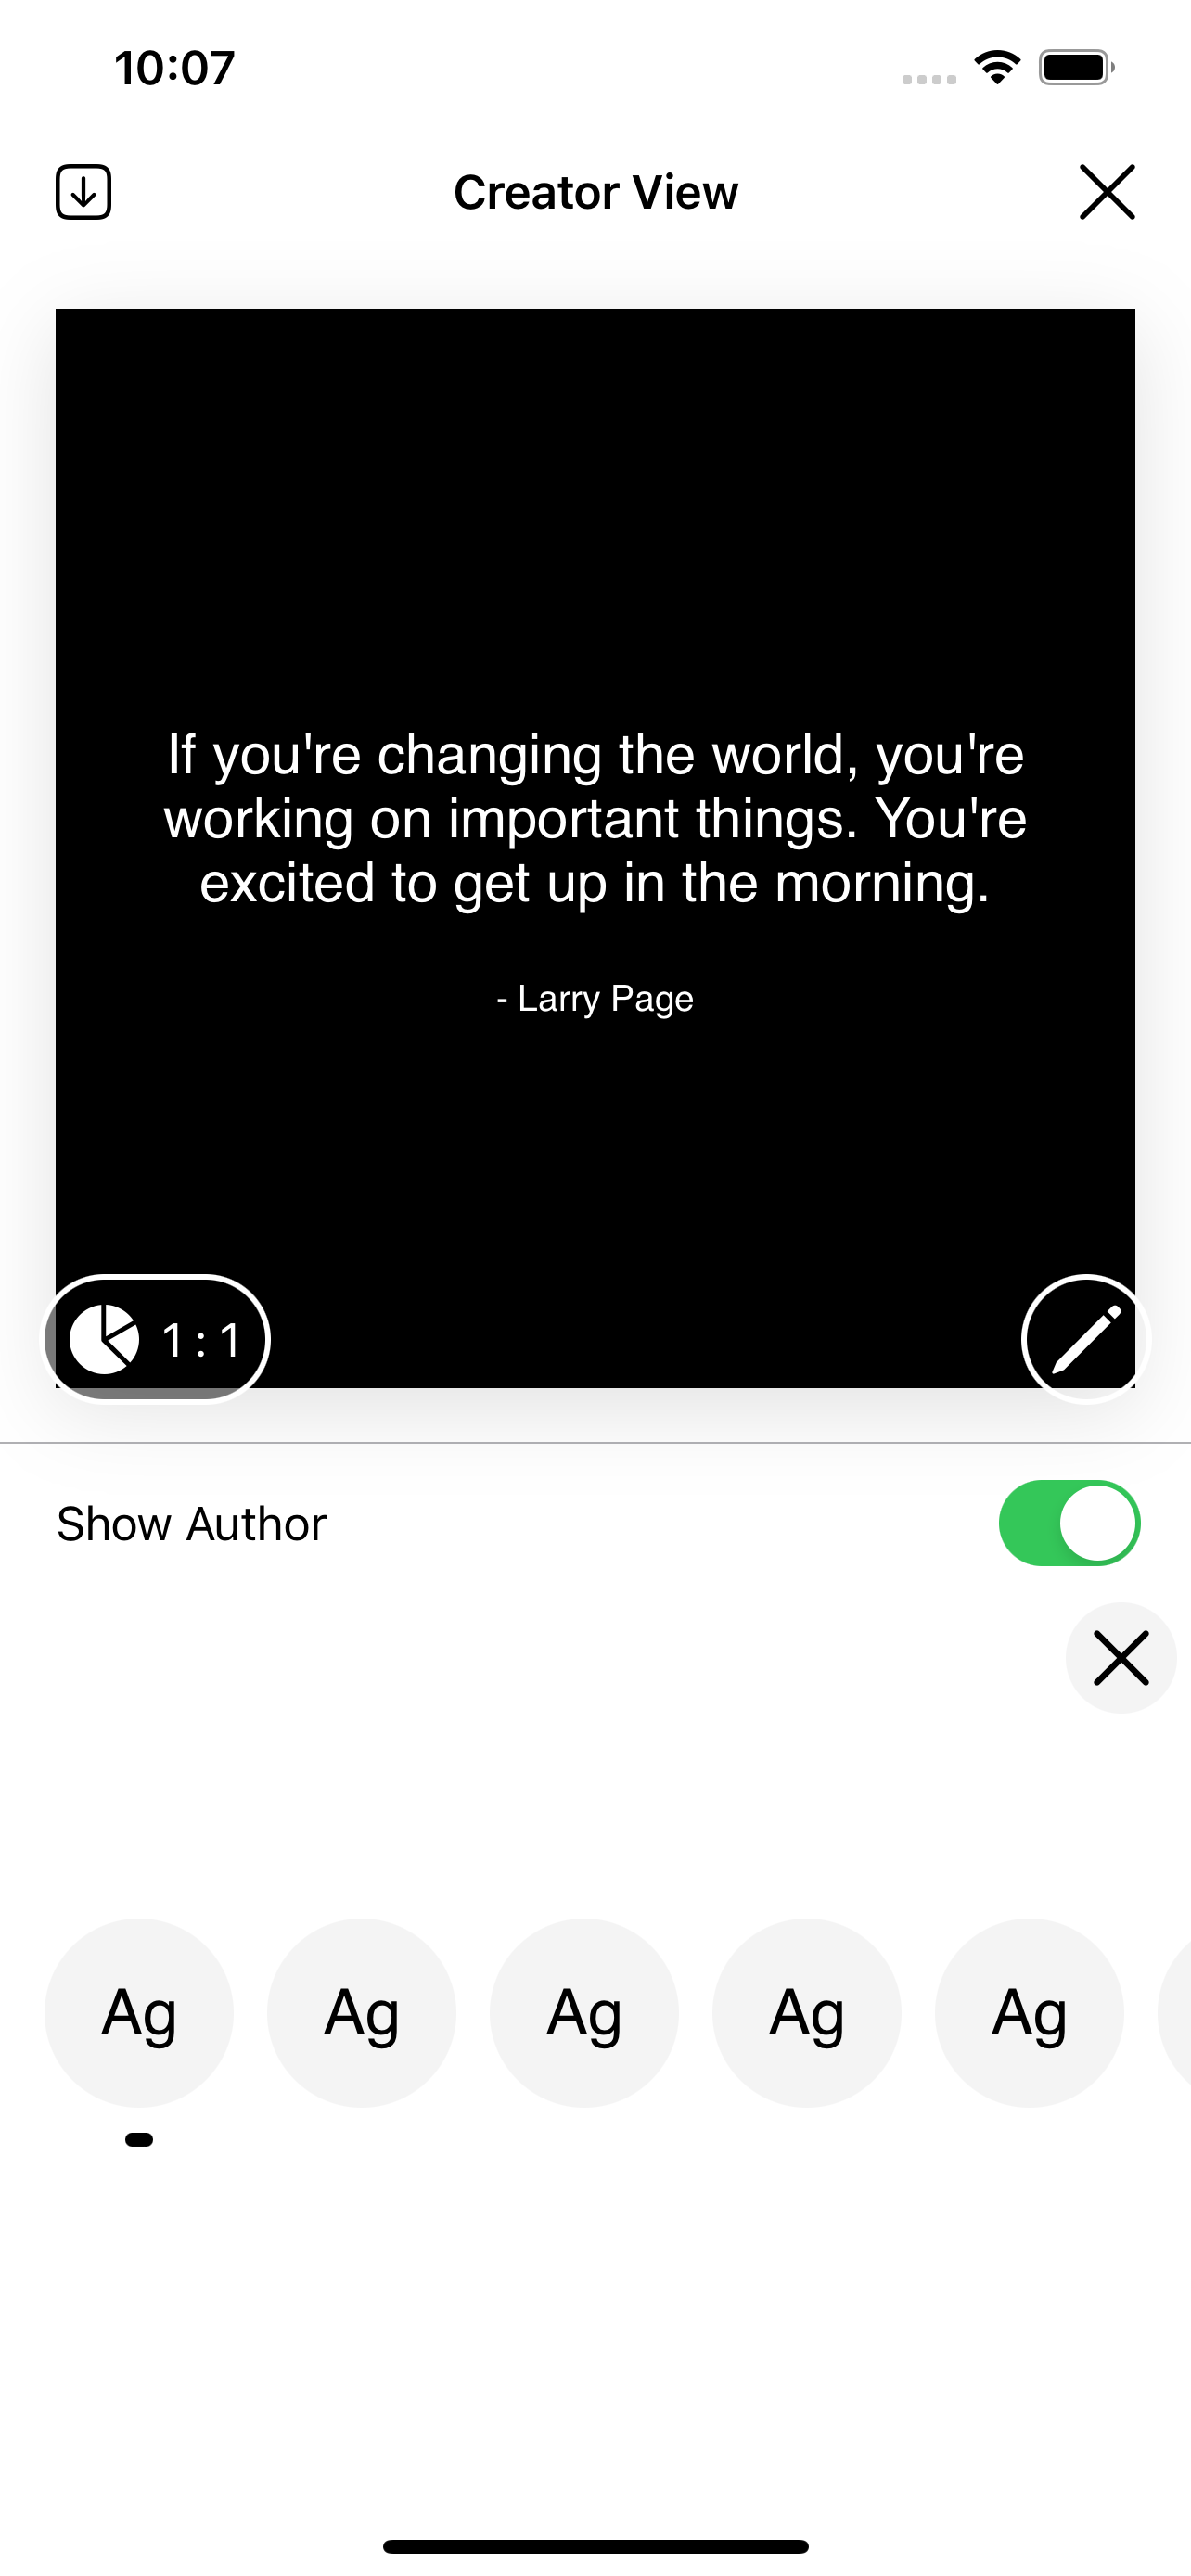 10:07
Creator View
If you're changing the world, you're
working on important things. You're
excited to get up in the morning.
- Larry Page
1 : 1
Show Author
Ag Ag Ag Ag Ag